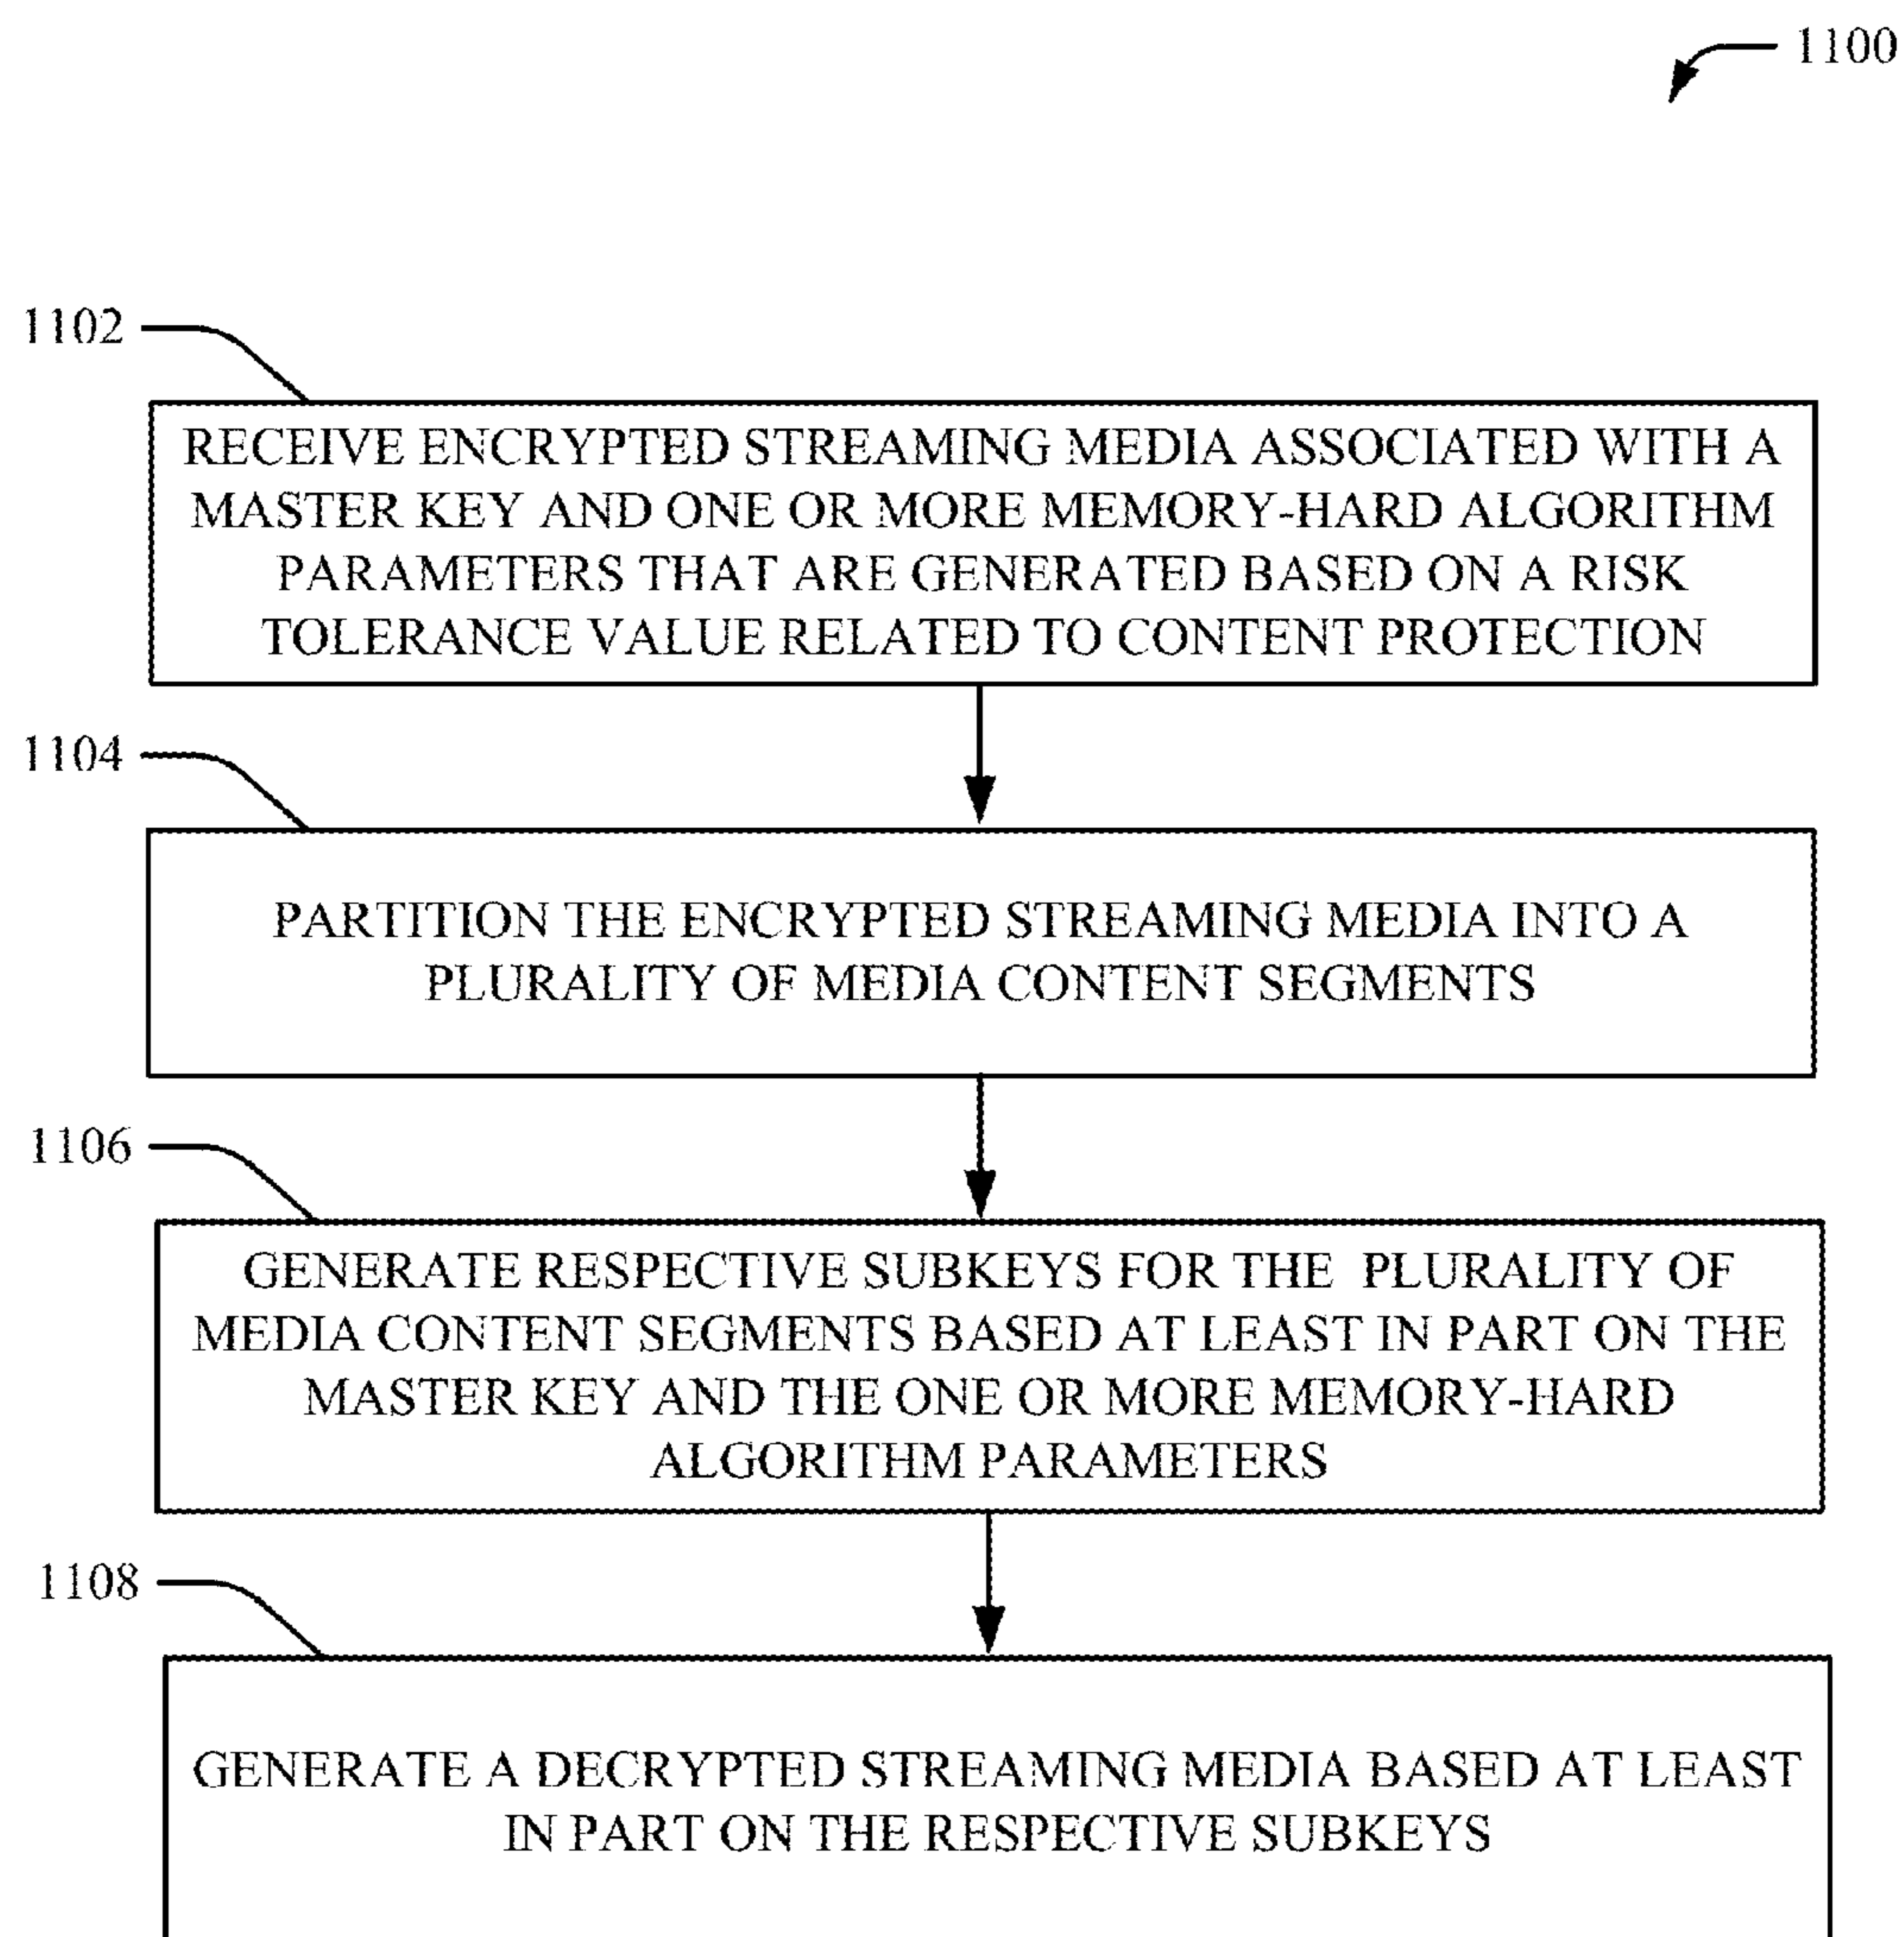 1100
1102
RECEIVE ENCRYPTED STREAMING MEDIA ASSOCIATED WITH A
MASTER KEY AND ONE OR MORE MEMORY-HARD ALGORITHM
PARAMETERS THAT ARE GENERATED BASED ON A RISK
TOLERANCE VALUE RELATED TO CONTENT PROTECTION
1104
PARTITION THE ENCRYPTED STREAMING MEDIA INTO A
PLURALITY OF MEDIA CONTENT SEGMENTS
1106
GENERATE RESPECTIVE SUBKEYS FOR THE PLURALITY OF
MEDIA CONTENT SEGMENTS BASED AT LEAST IN PART ON THE
MASTER KEY AND THE ONE OR MORE MEMORY-HARD
ALGORITHM PARAMETERS
1108
GENERATE A DECRYPTED STREAMING MEDIA BASED AT LEAST
IN PART ON THE RESPECTIVE SUBKEYS